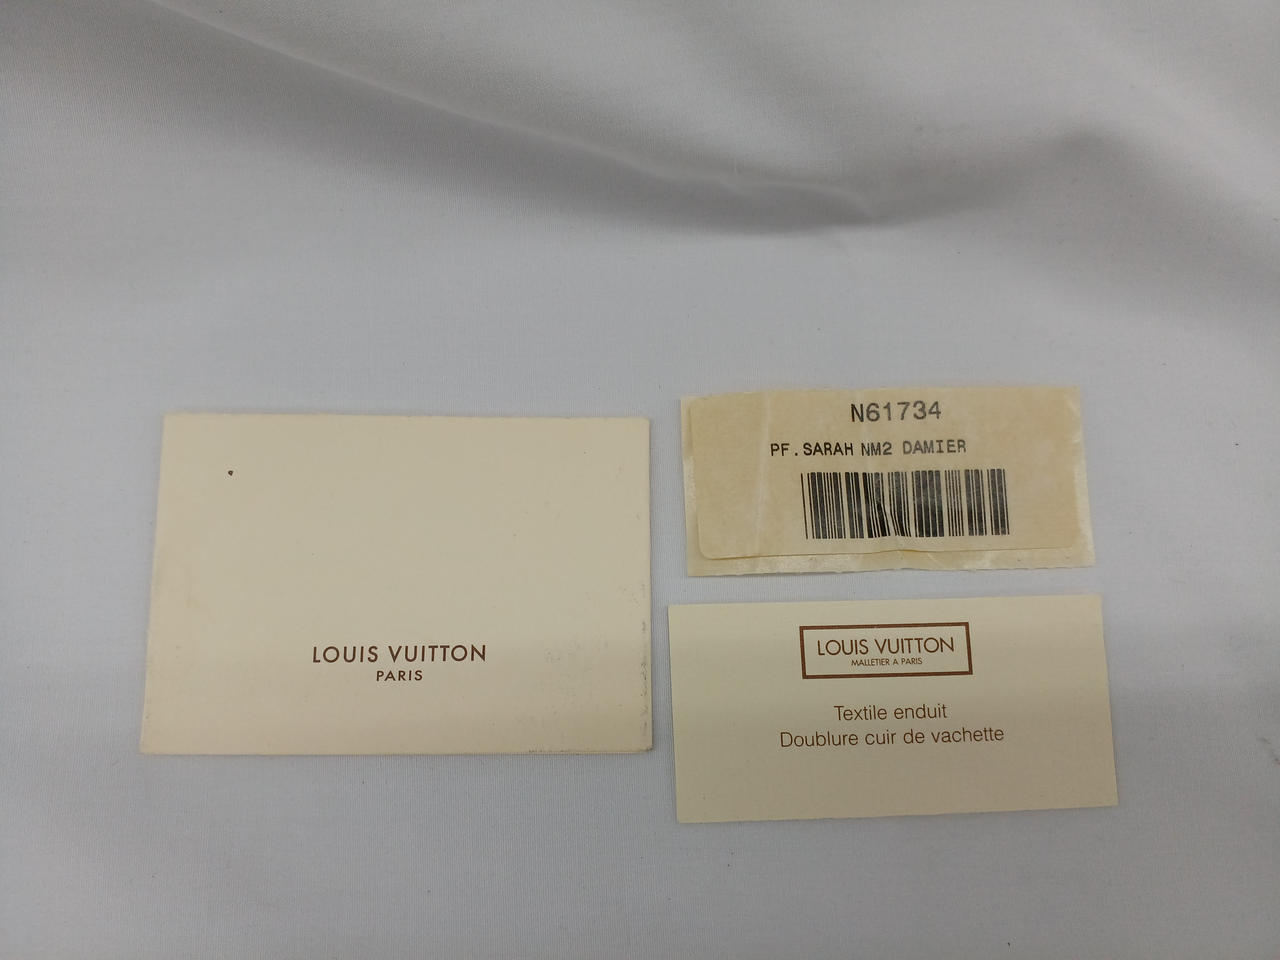 LOUIS VUITTON
PARIS
N61734
PF.SARAH NM2 DAMIER
LOUIS VUITTON
MALLETIER A PARIS
Textile enduit
Doublure cuir de vachette